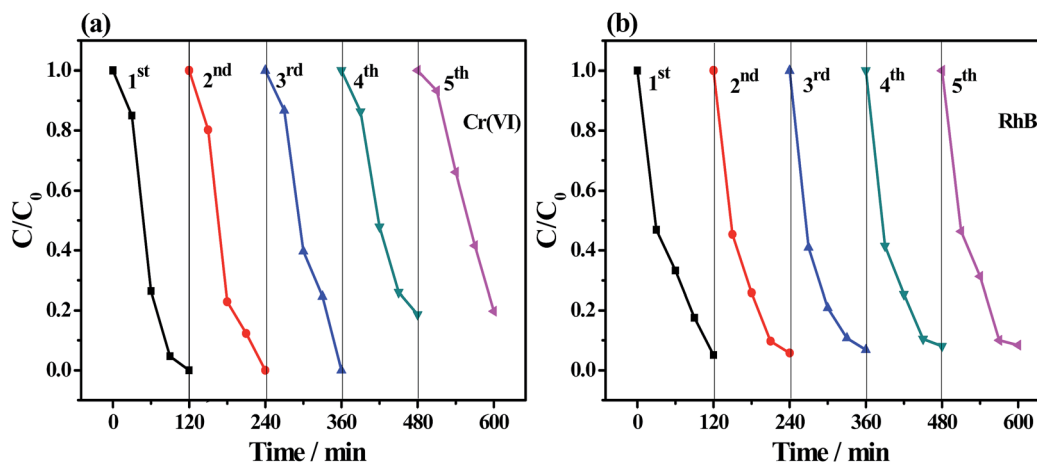 (a)
1st 2nd 3rd 4th 5th
Cr(VI)
1.0
0.8
0.6
0.4
0.2
0.0
C/C0
0 120 240 360 480 600
Time / min
(b)
1st 2nd 3rd 4th 5th
RhB
1.0
0.8
0.6
0.4
0.2
0.0
C/C0
0 120 240 360 480 600
Time / min